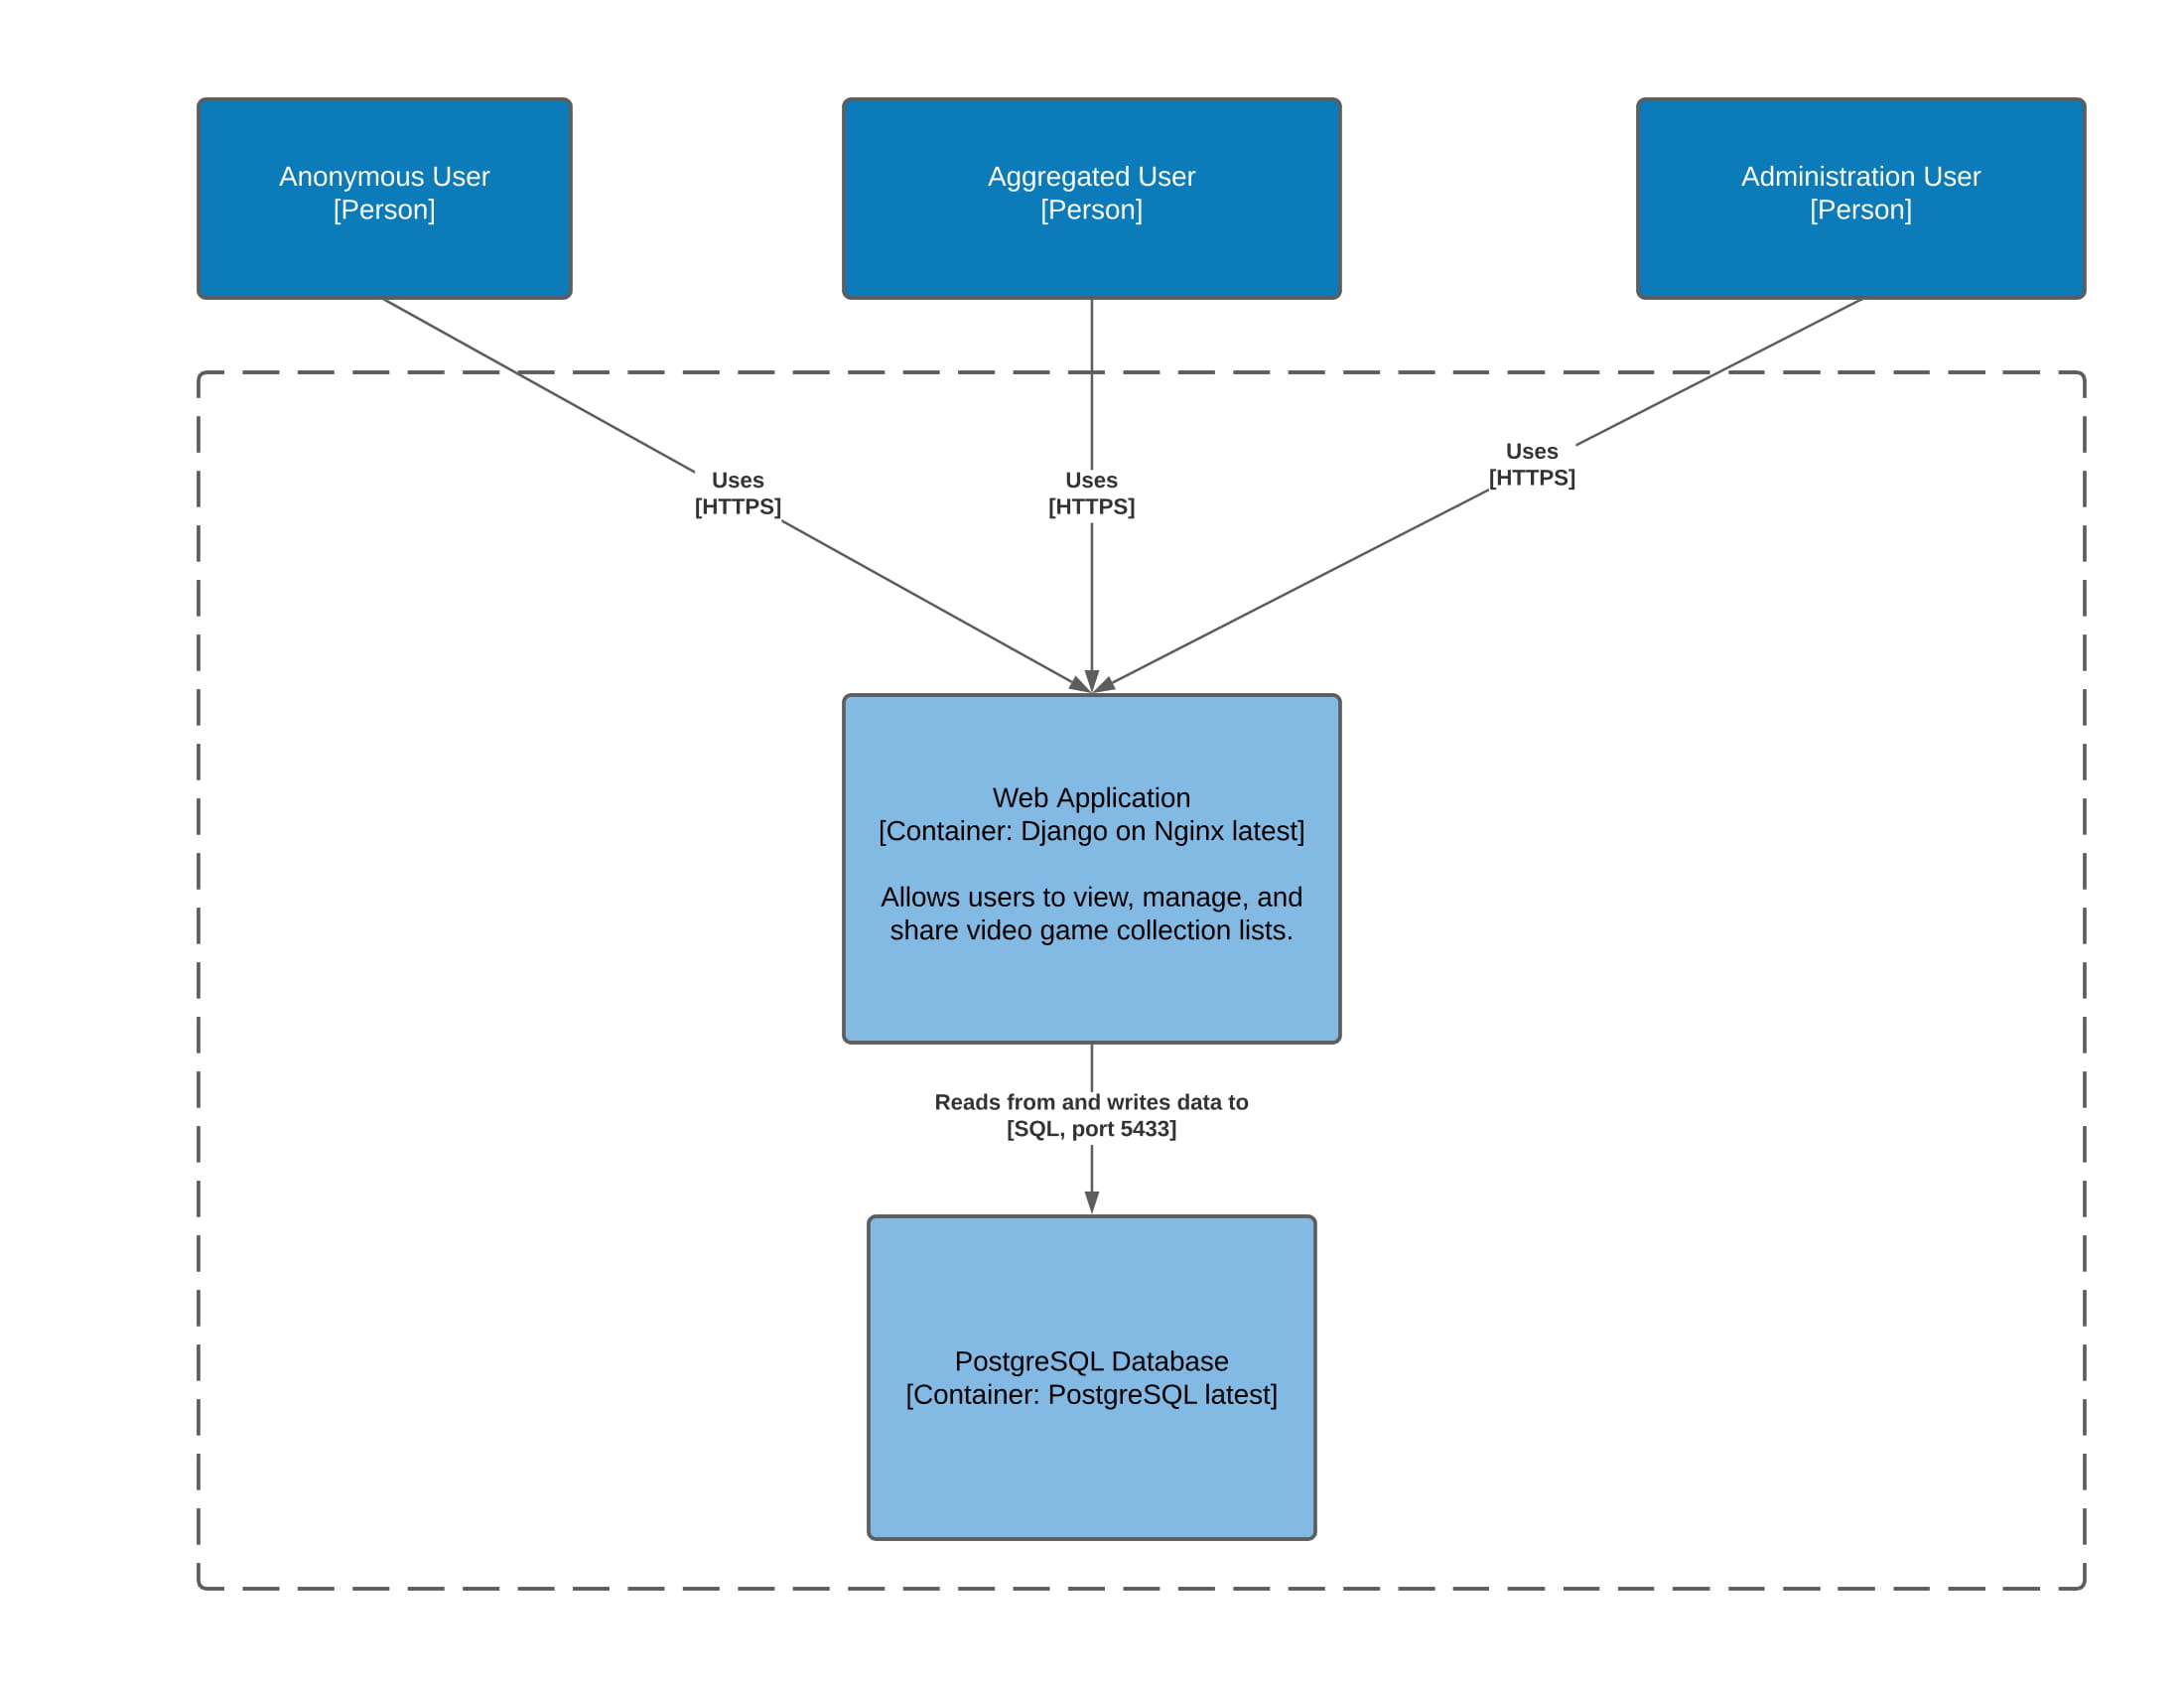 Anonymous User
[Person]
Aggregated User
[Person]
Administration User
[Person]
Uses
[HTTPS]
Uses
[HTTPS]
Uses
[HTTPS]
Web Application
[Container: Django on Nginx latest]
Allows users to view, manage, and
share video game collection lists.
Reads from and writes data to
[SQL, port 5433]
PostgreSQL Database
[Container: PostgreSQL latest]